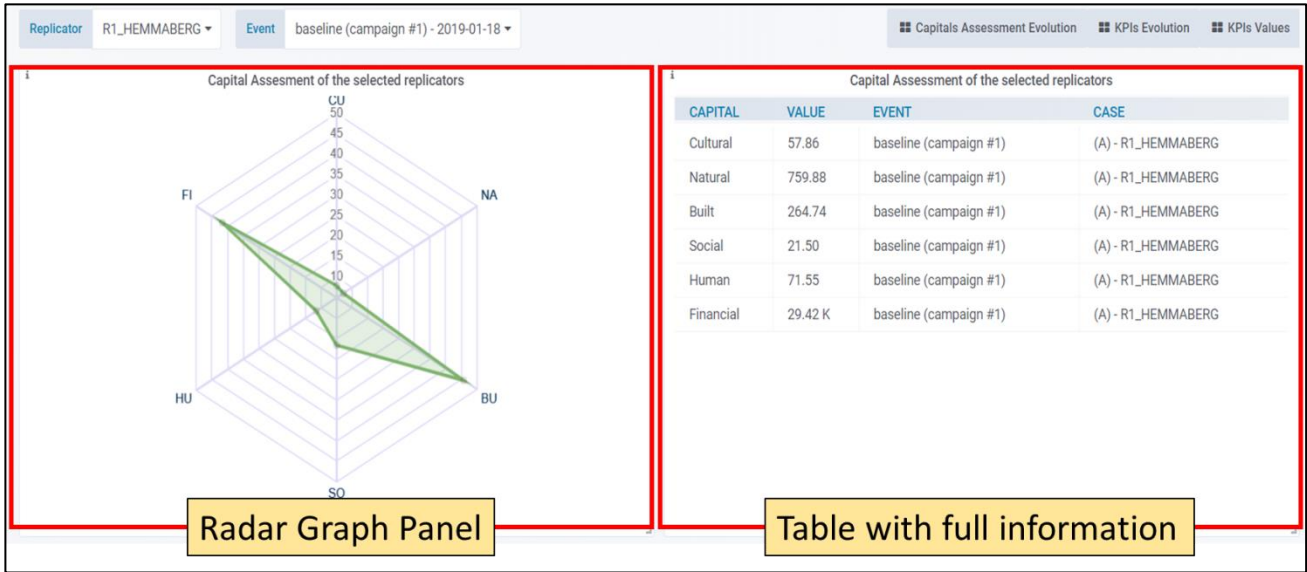 Replicator R1_HEMMABERG Event baseline (campaign #1) - 2019-01-18 Capitals Assessment Evolution KPIs Evolution KPIs Values
i
Capital Assesment of the selected replicators
CU
50
45
40
35
30
25
20
15
10
FI
NA
HU
BU
SO
Radar Graph Panel
i
Capital Assessment of the selected replicators
CAPITAL VALUE EVENT CASE
Cultural 57.86 baseline (campaign #1) (A) - R1_HEMMABERG
Natural 759.88 baseline (campaign #1) (A) - R1_HEMMABERG
Built 264.74 baseline (campaign #1) (A) - R1_HEMMABERG
Social 21.50 baseline (campaign #1) (A) - R1_HEMMABERG
Human 71.55 baseline (campaign #1) (A) - R1_HEMMABERG
Financial 29.42 K baseline (campaign #1) (A) - R1_HEMMABERG
Table with full information